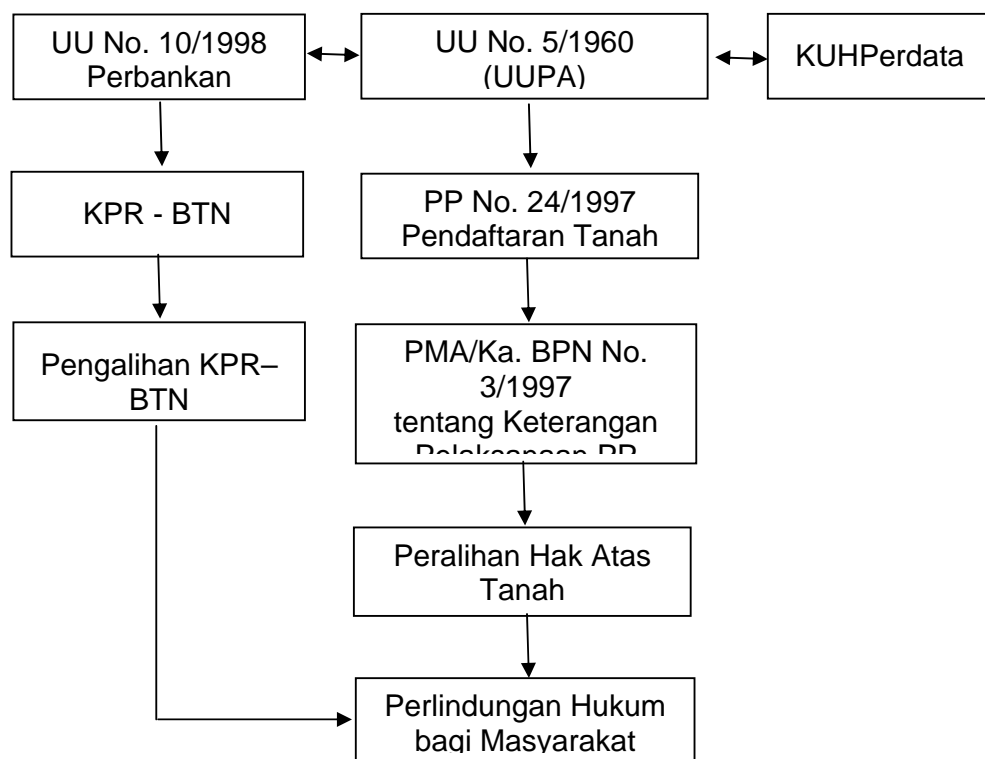 UU No. 10/1998
Perbankan
UU No. 5/1960
(UUPA)
KUHPerdata
KPR - BTN
PP No. 24/1997
Pendaftaran Tanah
Pengalihan KPR–
BTN
PMA/Ka. BPN No.
3/1997
tentang Keterangan
Pelaksanaan PP
Peralihan Hak Atas
Tanah
Perlindungan Hukum
bagi Masyarakat